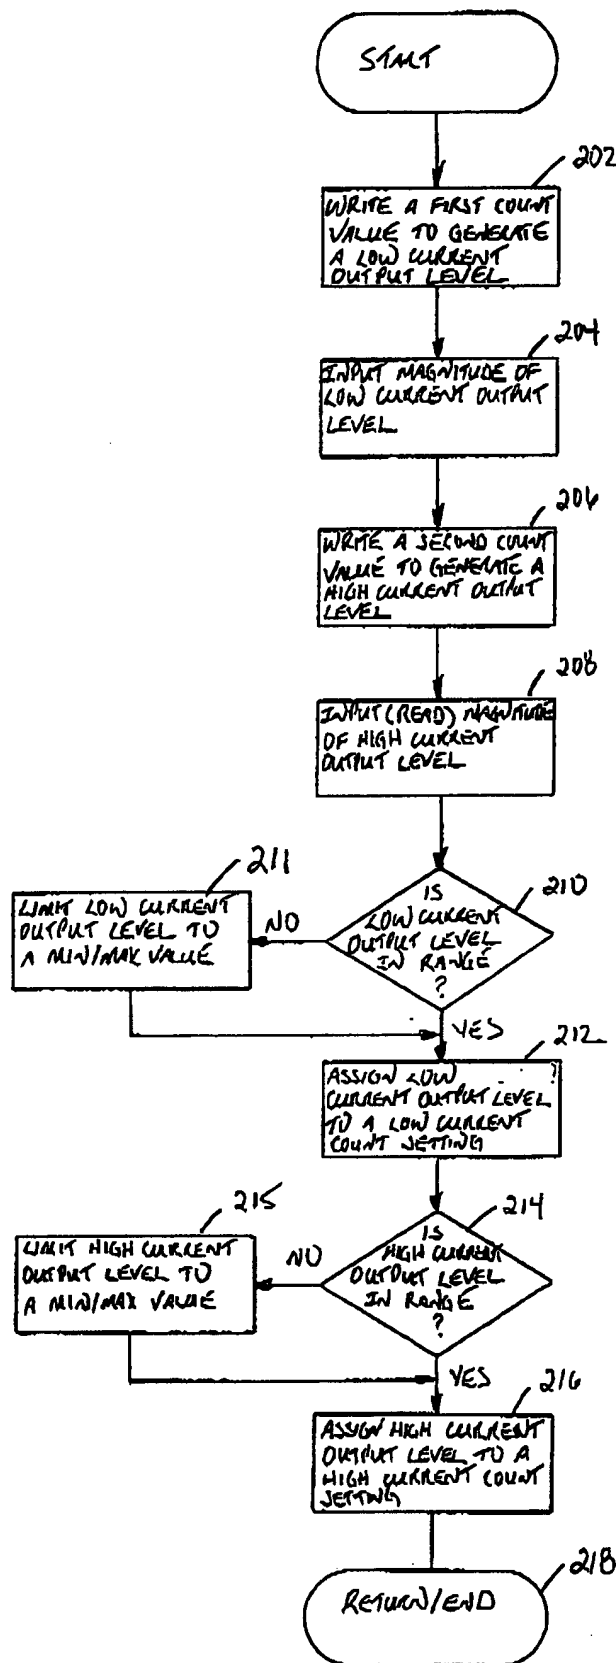 START
202
WRITE A FIRST COUNT
VALUE TO GENERATE
A LOW CURRENT
OUTPUT LEVEL
204
INPUT MAGNITUDE OF
LOW CURRENT OUTPUT
LEVEL
206
WRITE A SECOND COUNT
VALUE TO GENERATE A
HIGH CURRENT OUTPUT
LEVEL
208
INPUT (READ) MAGNITUDE
OF HIGH CURRENT
OUTPUT LEVEL
211
LIMIT LOW CURRENT
OUTPUT LEVEL TO
A MIN/MAX VALUE
NO
210
IS
LOW CURRENT
OUTPUT LEVEL
IN RANGE
?
YES
212
ASSIGN LOW
CURRENT OUTPUT LEVEL
TO A LOW CURRENT
COUNT SETTING
215
LIMIT HIGH CURRENT
OUTPUT LEVEL TO
A MIN/MAX VALUE
NO
214
IS
HIGH CURRENT
OUTPUT LEVEL
IN RANGE
?
YES
216
ASSIGN HIGH CURRENT
OUTPUT LEVEL TO A
HIGH CURRENT COUNT
SETTING
218
RETURN/END